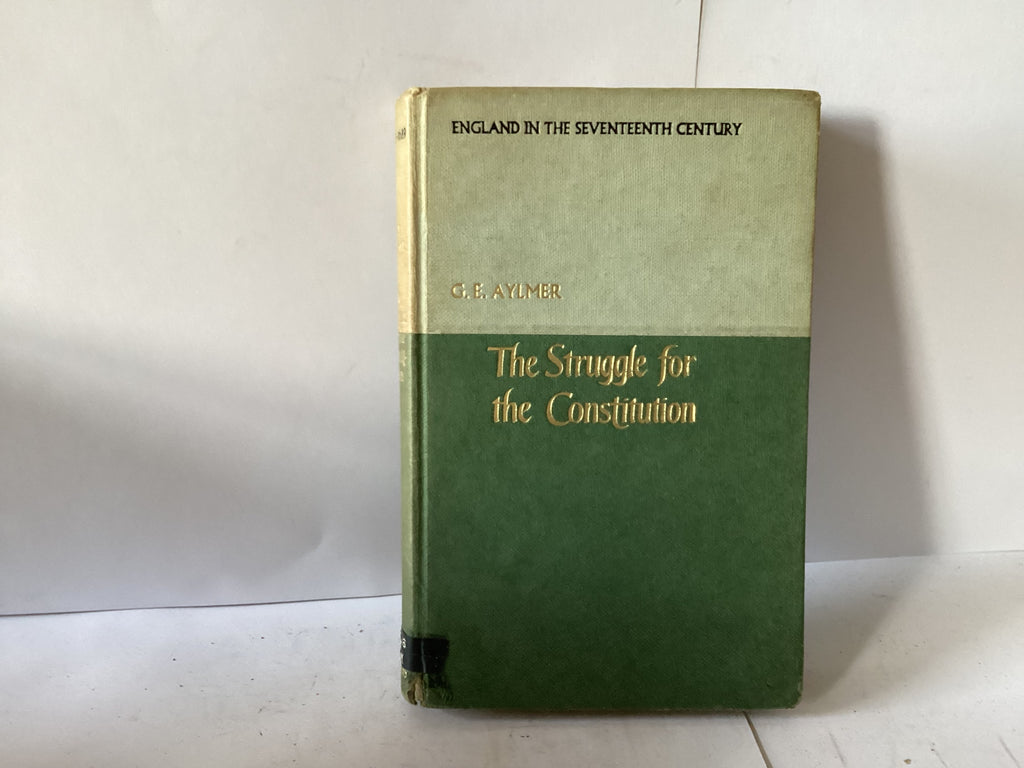 ENGLAND IN THE SEVENTEENTH CENTURY
G. E. AYLMER
The Struggle for
the Constitution